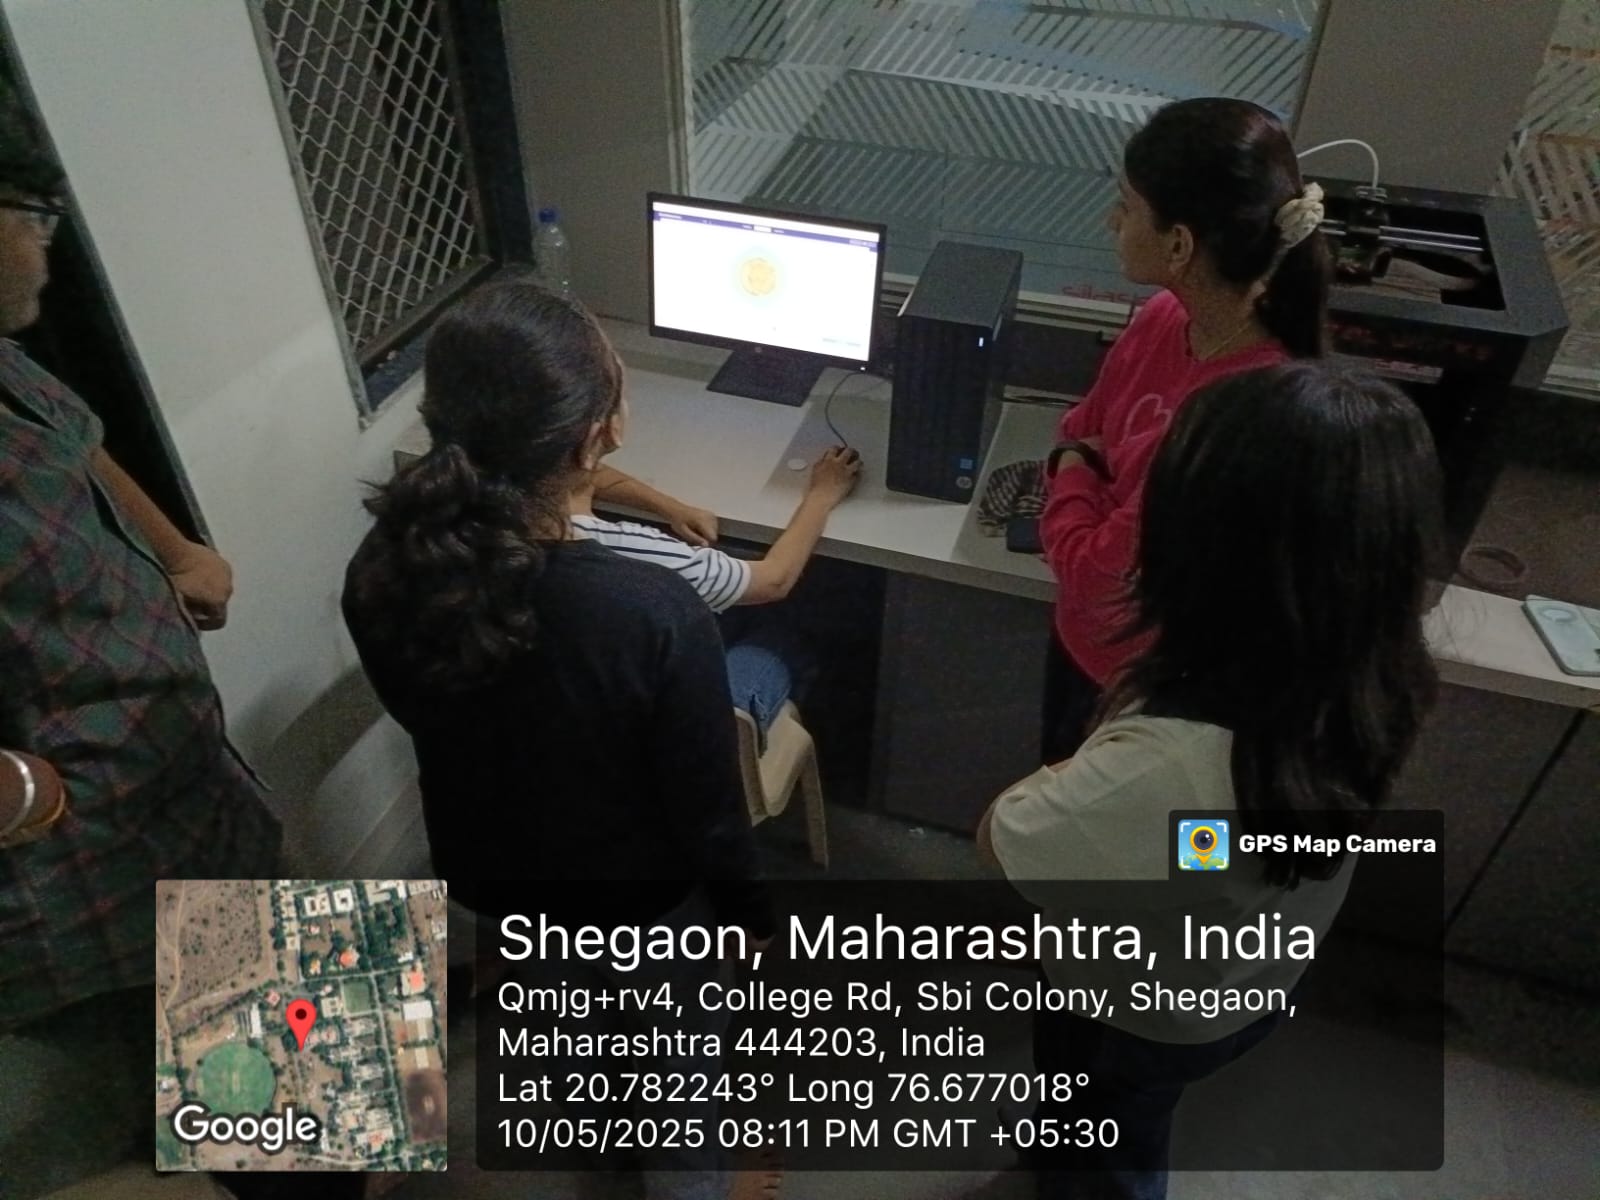 GPS Map Camera
Shegaon, Maharashtra, India
Qmjg+rv4, College Rd, Sbi Colony, Shegaon,
Maharashtra 444203, India
Lat 20.782243° Long 76.677018°
10/05/2025 08:11 PM GMT +05:30
Google